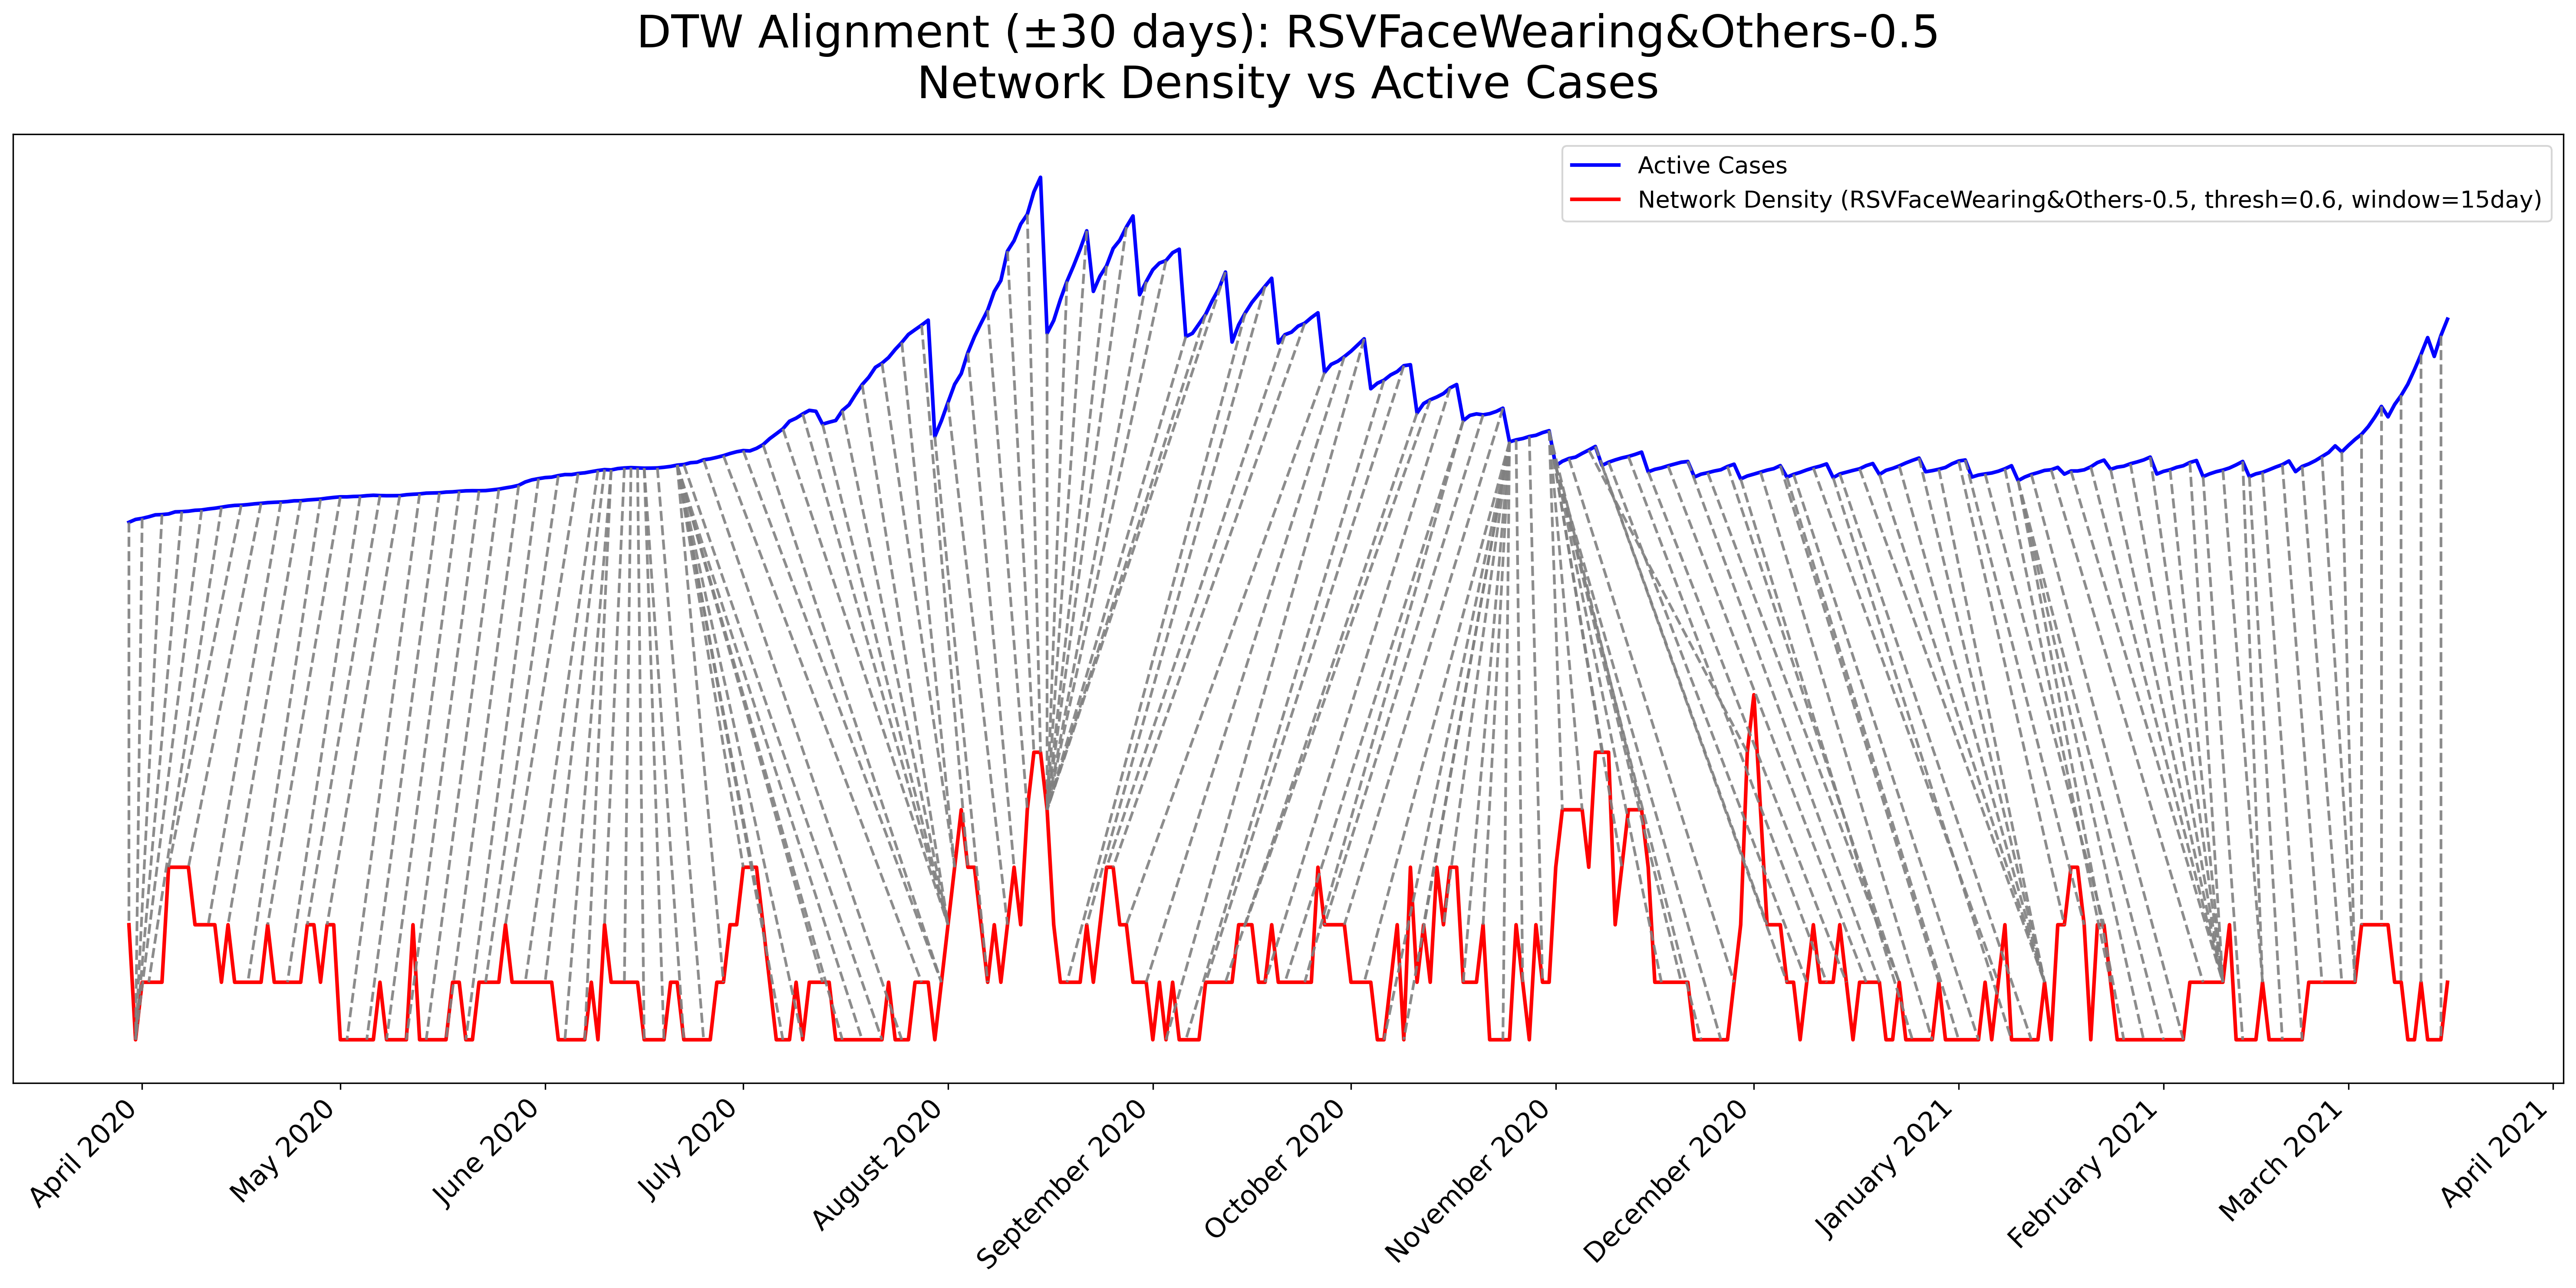 DTW Alignment (±30 days): RSVFaceWearing&Others-0.5
Network Density vs Active Cases
Active Cases
Network Density (RSVFaceWearing&Others-0.5, thresh=0.6, window=15day)
April 2020
May 2020
June 2020
July 2020
August 2020
September 2020
October 2020
November 2020
December 2020
January 2021
February 2021
March 2021
April 2021